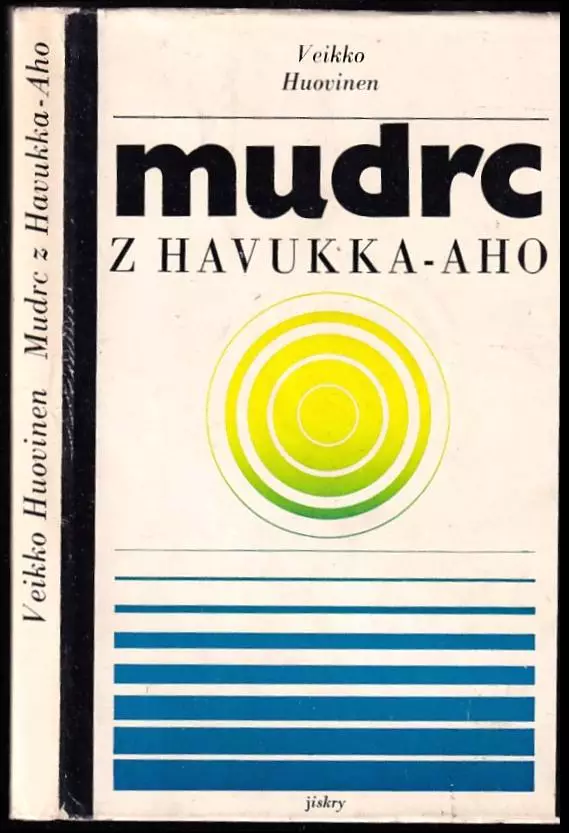 Veikko Huovinen Mudrc z Havukka-Aho
Veikko
Huovinen
mudrc
Z HAVUKKA-AHO
jiskry